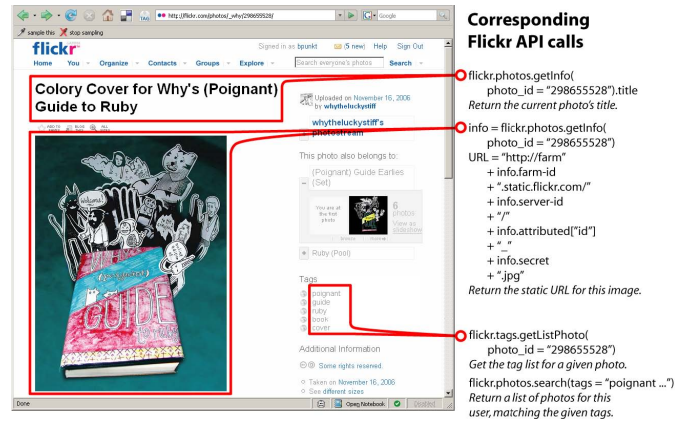 http://flickr.com/photos/_why/298655528/
Google
sample this
stop sampling
flickr
Signed in as bpunkt
(5 new)
Help
Sign Out
Home
You
Organize
Contacts
Groups
Explore
Search everyone's photos
Search
Colory Cover for Why's (Poignant)
Guide to Ruby
Uploaded on November 16, 2006
by whytheluckystiff
whytheluckystiff's
photostream
This photo also belongs to:
(Poignant) Guide Earlies
(Set)
You are at
the first
photo
6
photos
View as
slideshow
Ruby (Pool)
Tags
poignant
guide
ruby
book
cover
Additional Information
Some rights reserved
Taken on November 16, 2006
See different sizes
welcome!
WHY'S
(poignant)
GUIDE
Done
Open Notebook
Disabled
Corresponding
Flickr API calls
flickr.photos.getInfo(
photo_id = "298655528").title
Return the current photo's title.
info = flickr.photos.getInfo(
photo_id = "298655528")
URL = "http://farm"
+ info.farm-id
+ ".static.flickr.com/"
+ info.server-id
+ "/"
+ info.attributed["id"]
+ "_"
+ info.secret
+ ".jpg"
Return the static URL for this image.
flickr.tags.getListPhoto(
photo_id = "298655528")
Get the tag list for a given photo.
flickr.photos.search(tags = "poignant ...")
Return a list of photos for this
user, matching the given tags.